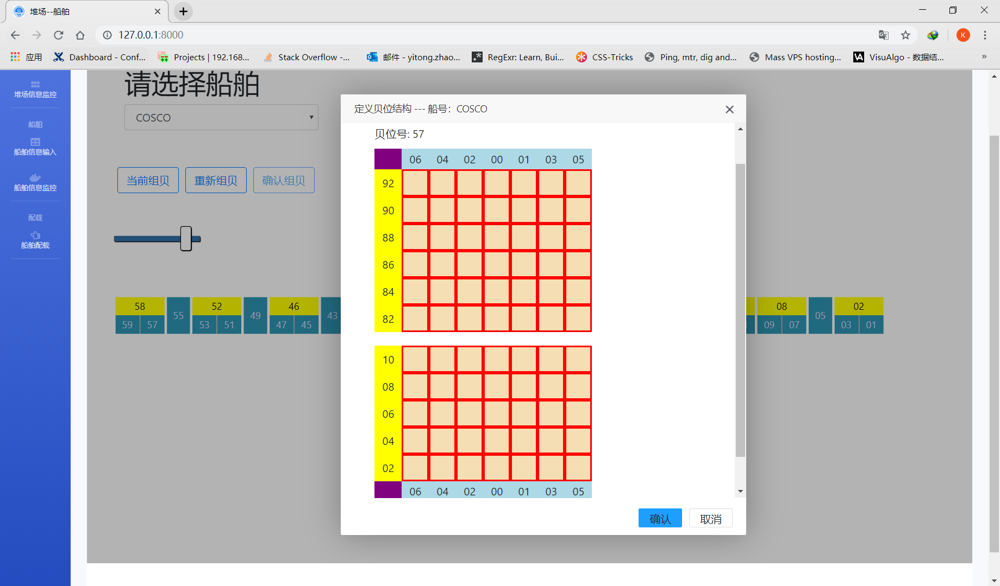 堆场--船舶
127.0.0.1:8000
K
应用
Dashboard - Conf...
Projects | 192.168...
Stack Overflow -...
邮件 - yitong.zhao...
RegExr: Learn, Bui...
CSS-Tricks
Ping, mtr, dig and...
Mass VPS hosting...
VisuAlgo - 数据结...
»
堆场信息监控
船舶
船舶信息输入
船舶信息监控
配载
船舶配载
请选择船舶
COSCO
当前组贝 重新组贝 确认组贝
58 55 52 49 46 43 08 05 02
59 57 53 51 47 45 09 07 03 01
定义贝位结构 --- 船号：COSCO
贝位号: 57
06 04 02 00 01 03 05
92
90
88
86
84
82
10
08
06
04
02
06 04 02 00 01 03 05
确认 取消